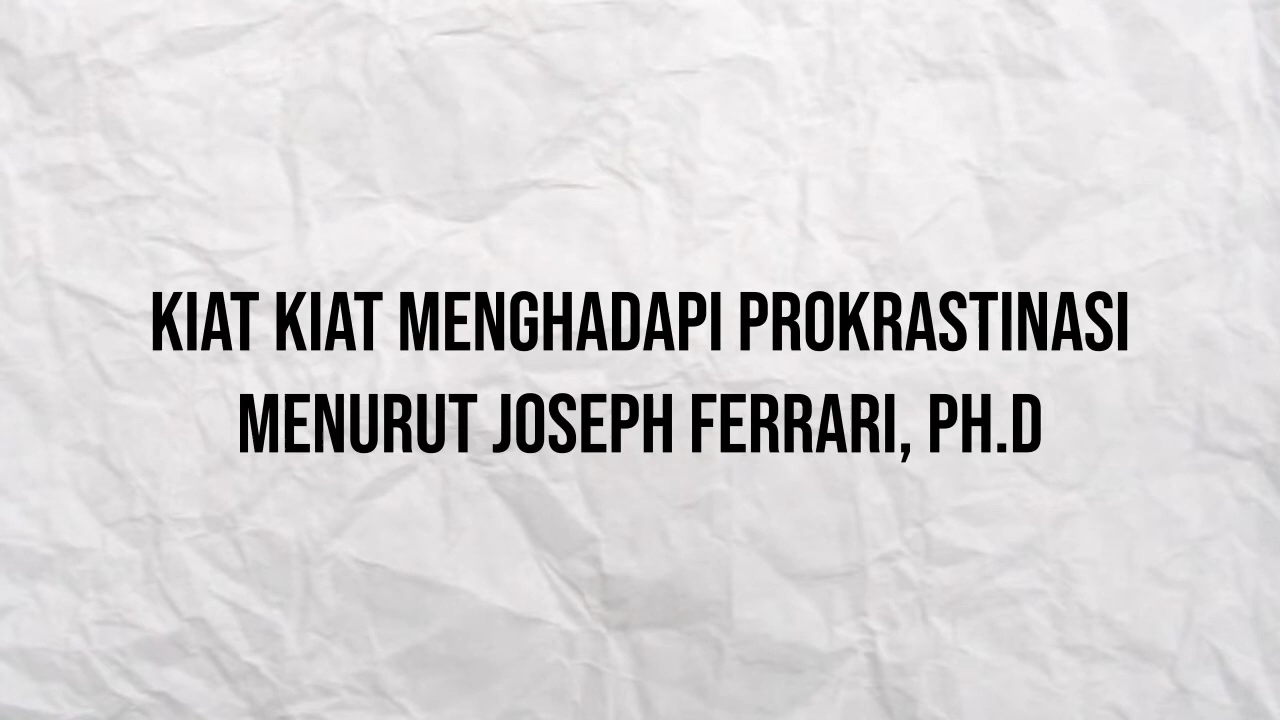 KIAT KIAT MENGHADAPI PROKRASTINASI
MENURUT JOSEPH FERRARI, PH.D